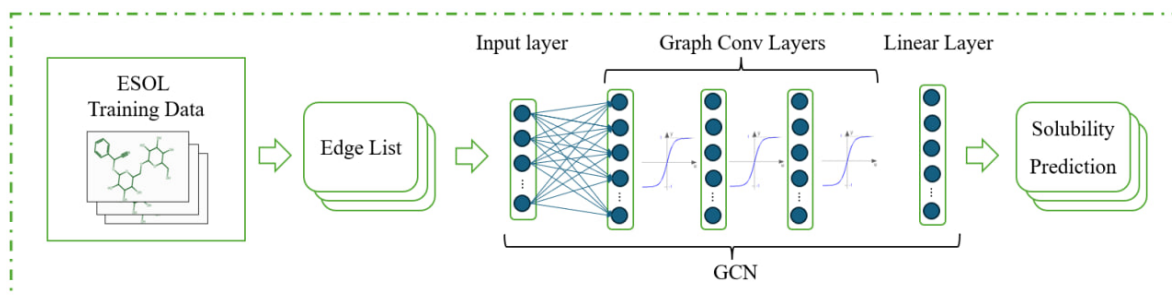 Input layer
Graph Conv Layers
Linear Layer
ESOL
Training Data
Edge List
Solubility
Prediction
GCN